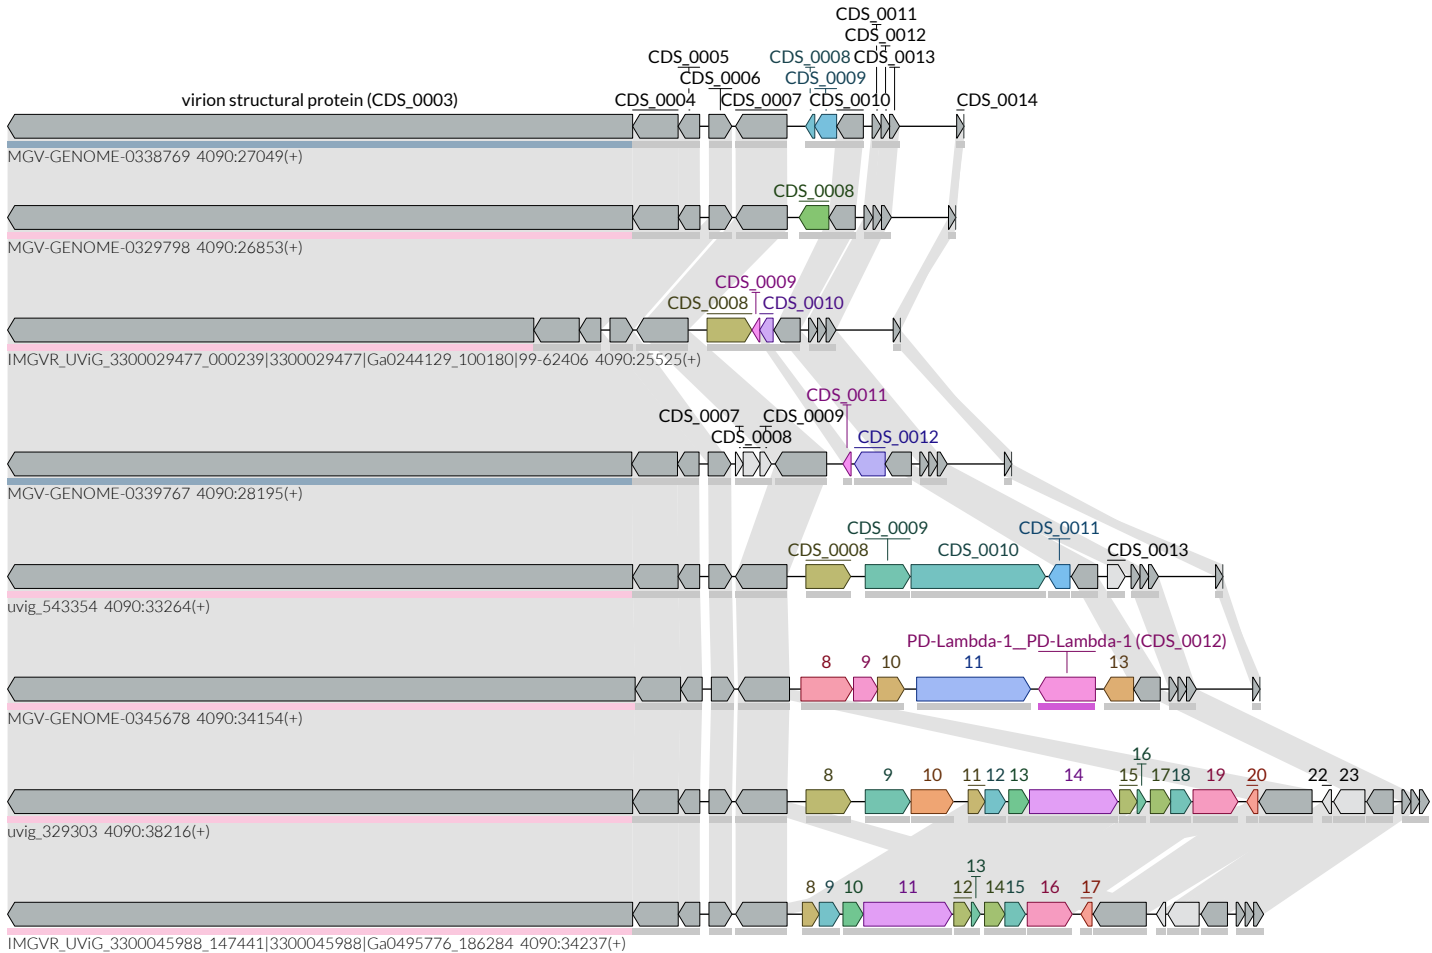 CDS_0011
CDS_0012
CDS_0005 CDS_0008 CDS_0013
CDS_0006 CDS_0009
virion structural protein (CDS_0003) CDS_0004 CDS_0007 CDS_0010 CDS_0014
MGV-GENOME-0338769 4090:27049(+)
CDS_0008
MGV-GENOME-0329798 4090:26853(+)
CDS_0009
CDS_0008 CDS_0010
IMGVR_UViG_3300029477_000239|3300029477|Ga0244129_100180|99-62406 4090:25525(+)
CDS_0011
CDS_0007 CDS_0009
CDS_0008 CDS_0012
MGV-GENOME-0339767 4090:28195(+)
CDS_0009 CDS_0011
CDS_0008 CDS_0010 CDS_0013
uvig_543354 4090:33264(+)
PD-Lambda-1__PD-Lambda-1 (CDS_0012)
8 9 10 11 13
MGV-GENOME-0345678 4090:34154(+)
16
8 9 10 11 12 13 14 15 17 18 19 20 22 23
uvig_329303 4090:38216(+)
13
8 9 10 11 12 14 15 16 17
IMGVR_UViG_3300045988_147441|3300045988|Ga0495776_186284 4090:34237(+)